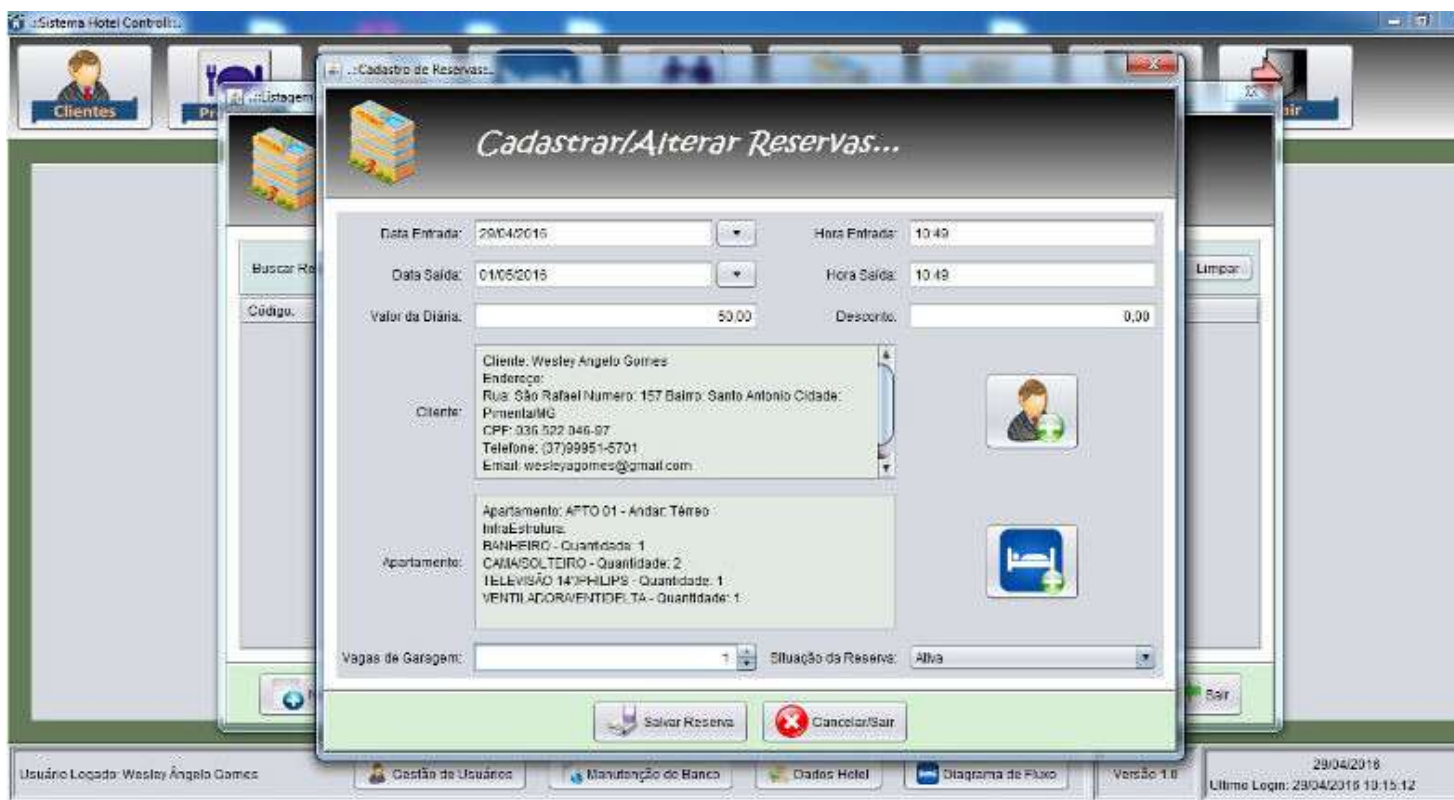 ..::Sistema Hotel Controll::..
Clientes
Pr
air
..::Listagem
..::Cadastro de Reservas::..
Cadastrar/Alterar Reservas...
Buscar Re
Limpar
Código.
Data Entrada: 29/04/2016 Hora Entrada: 10:49
Data Saída: 01/05/2016 Hora Saída: 10:49
Valor da Diária: 50,00 Desconto: 0,00
Cliente:
Cliente: Wesley Angelo Gomes
Endereço:
Rua: São Rafael Numero: 157 Bairro: Santo Antonio Cidade:
Pimenta/MG
CPF: 036.522.046-97
Telefone: (37)99951-5701
Email: wesleyagomes@gmail.com
Apartamento:
Apartamento: APTO 01 - Andar: Térreo
InfraEstrutura:
BANHEIRO - Quantidade: 1
CAMA/SOLTEIRO - Quantidade: 2
TELEVISÃO 14"/PHILIPS - Quantidade: 1
VENTILADOR/VENTIDELTA - Quantidade: 1
Vagas de Garagem: 1 Situação da Reserva: Ativa
N
Sair
Salvar Reserva Cancelar/Sair
Usuário Logado: Wesley Ângelo Gomes Gestão de Usuários Manutenção do Banco Dados Hotel Diagrama de Fluxo Versão 1.0
29/04/2016
Ultimo Login: 29/04/2016 10:15:12